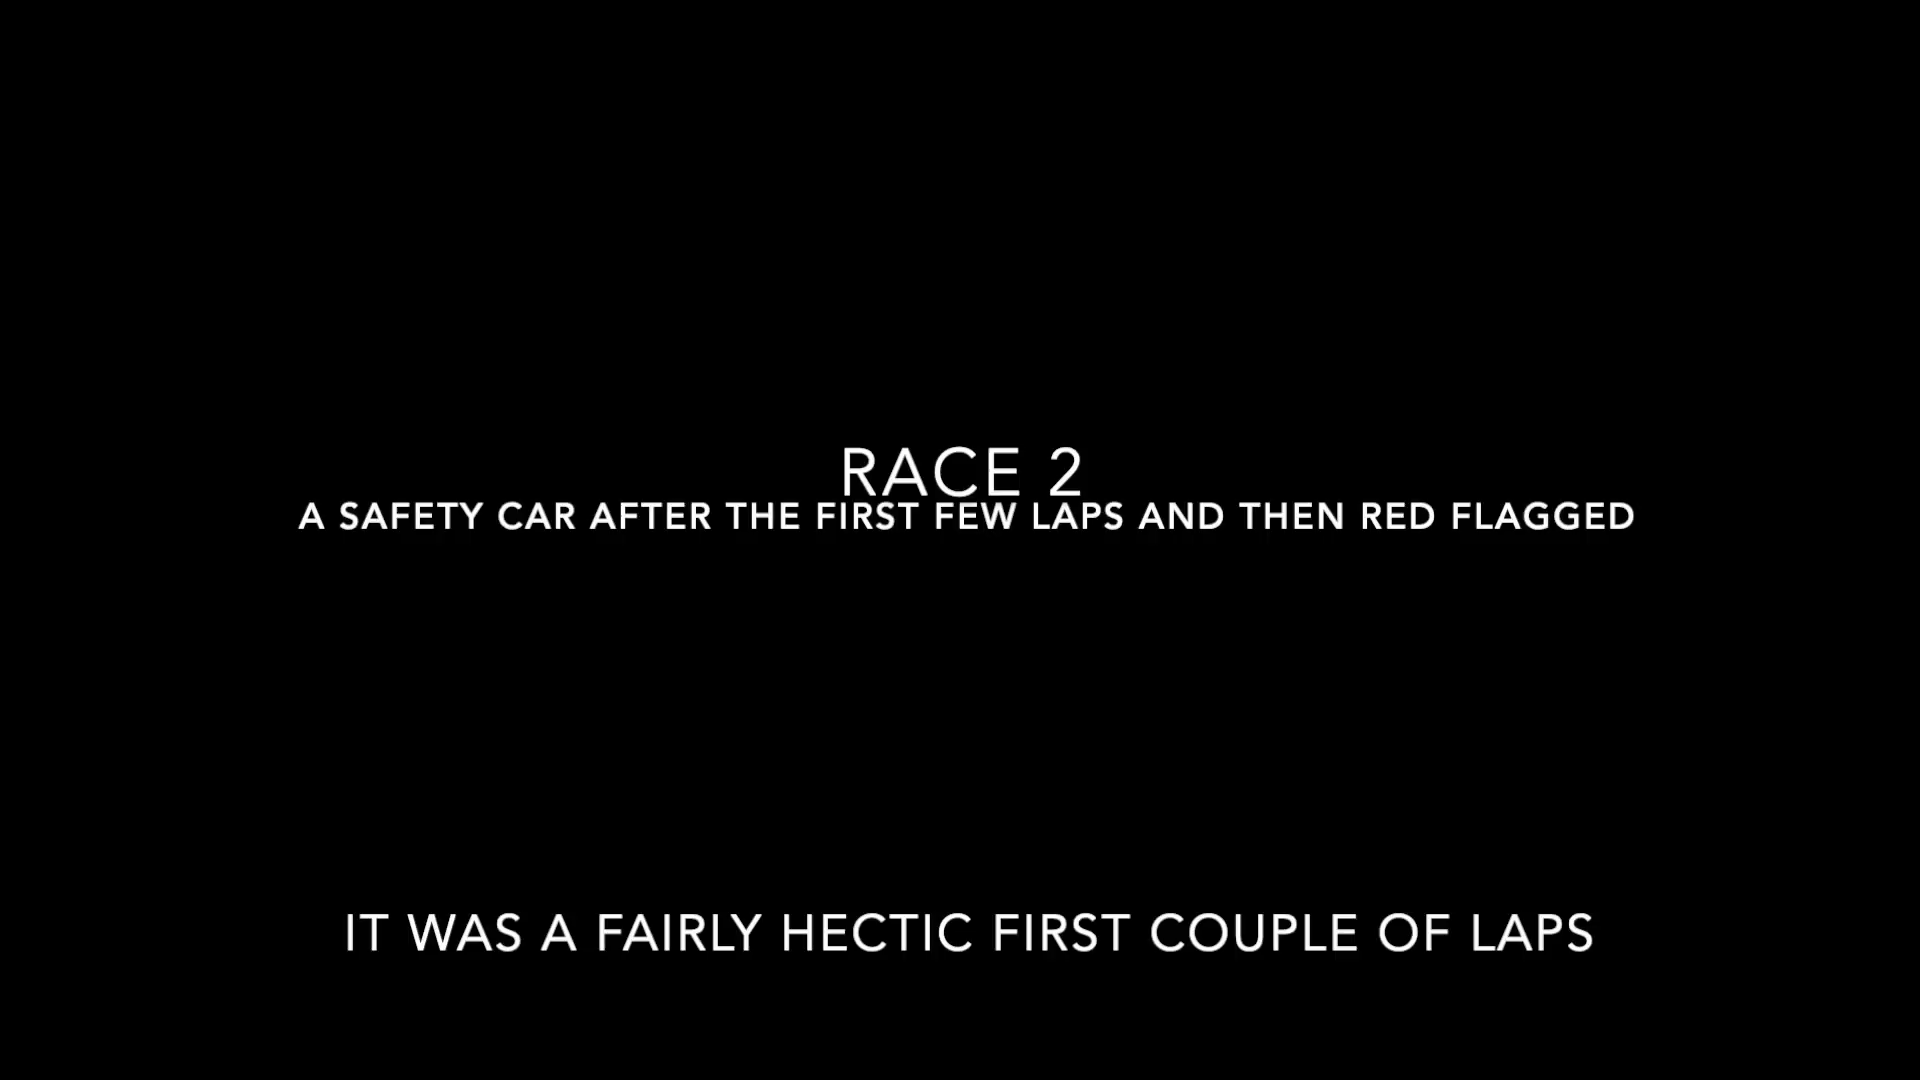 RACE 2
A SAFETY CAR AFTER THE FIRST FEW LAPS AND THEN RED FLAGGED
IT WAS A FAIRLY HECTIC FIRST COUPLE OF LAPS